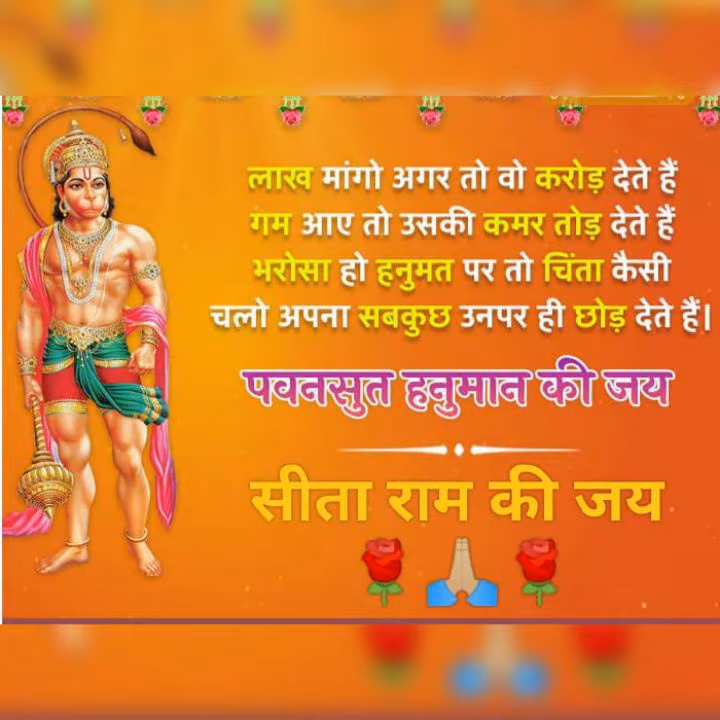 लाख मांगो अगर तो वो करोड़ देते हैं
गम आए तो उसकी कमर तोड़ देते हैं
भरोसा हो हनुमत पर तो चिंता कैसी
चलो अपना सबकुछ उनपर ही छोड़ देते हैं।
पवनसुत हनुमान की जय
सीता राम की जय